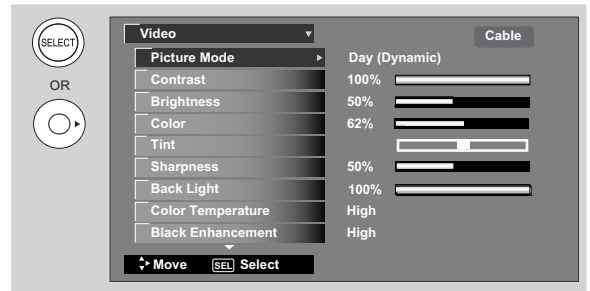 SELECT
OR
Video
Cable
Picture Mode Day (Dynamic)
Contrast 100%
Brightness 50%
Color 62%
Tint
Sharpness 50%
Back Light 100%
Color Temperature High
Black Enhancement High
Move SEL Select